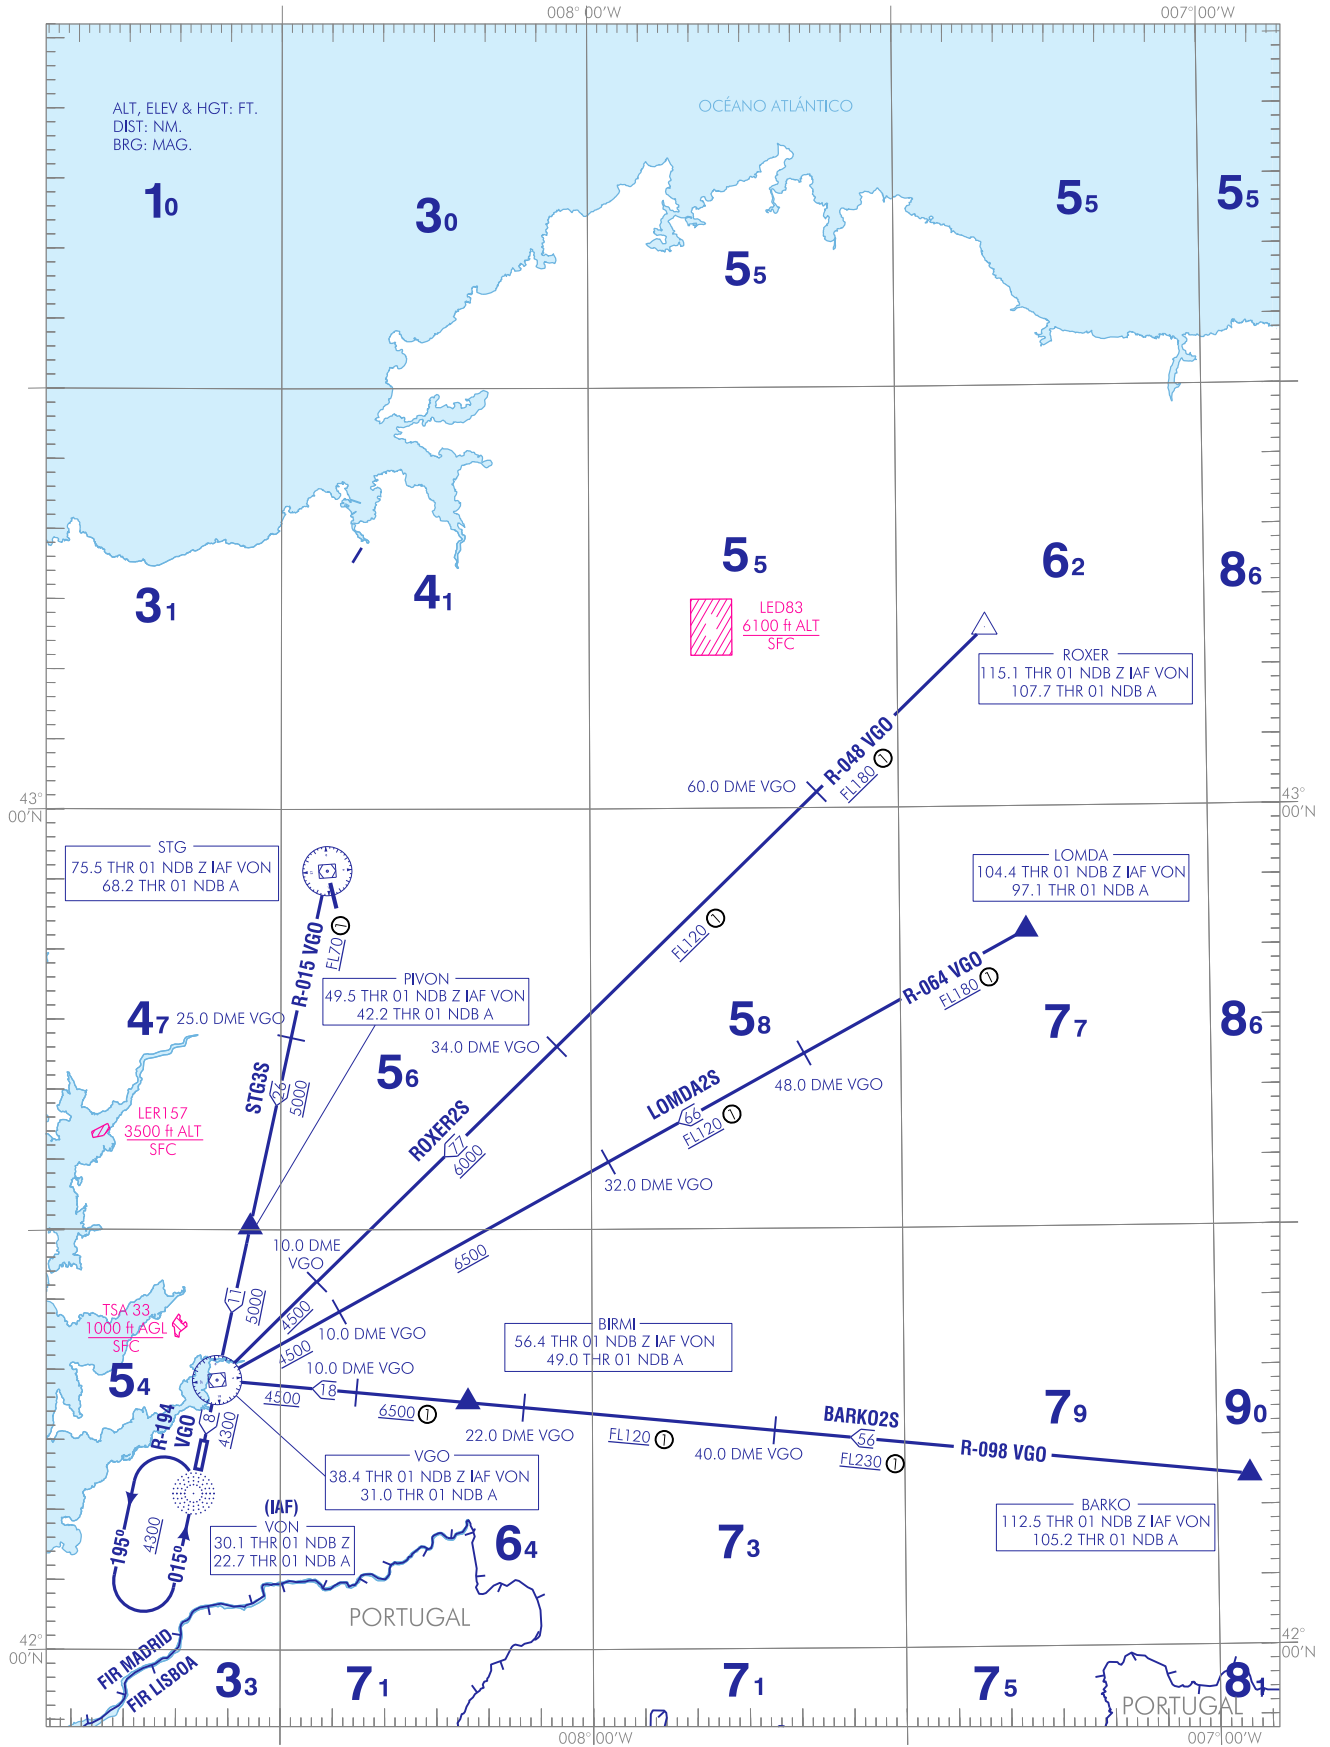 008°00'W
007°00'W
ALT, ELEV & HGT: FT.
DIST: NM.
BRG: MAG.
OCÉANO ATLÁNTICO
10
30
55
55
55
31
41
55
62
86
LED83
6100 ft ALT
SFC
ROXER
115.1 THR 01 NDB Z IAF VON
107.7 THR 01 NDB A
R-048 VGO
FL180 1
60.0 DME VGO
43°
00'N
43°
00'N
STG
75.5 THR 01 NDB Z IAF VON
68.2 THR 01 NDB A
LOMDA
104.4 THR 01 NDB Z IAF VON
97.1 THR 01 NDB A
R-015 VGO
FL70 1
FL120 1
R-064 VGO
FL180 1
PIVON
49.5 THR 01 NDB Z IAF VON
42.2 THR 01 NDB A
47
25.0 DME VGO
34.0 DME VGO
58
77
86
56
48.0 DME VGO
STG3S
26
5000
LOMDA2S
66
FL120 1
LER157
3500 ft ALT
SFC
ROXER2S
77
6000
32.0 DME VGO
10.0 DME
VGO
6500
11
5000
TSA 33
1000 ft AGL
SFC
4500
10.0 DME VGO
4500
BIRMI
56.4 THR 01 NDB Z IAF VON
49.0 THR 01 NDB A
54
10.0 DME VGO
18
4500
6500 1
79
90
R-194
VGO
8
4300
22.0 DME VGO
FL120 1
40.0 DME VGO
BARKO2S
56
FL230 1
R-098 VGO
VGO
38.4 THR 01 NDB Z IAF VON
31.0 THR 01 NDB A
(IAF)
VON
30.1 THR 01 NDB Z
22.7 THR 01 NDB A
BARKO
112.5 THR 01 NDB Z IAF VON
105.2 THR 01 NDB A
195°
4300
015°
64
73
PORTUGAL
42°
00'N
42°
00'N
FIR MADRID
FIR LISBOA
33
71
71
75
81
PORTUGAL
008°00'W
007°00'W